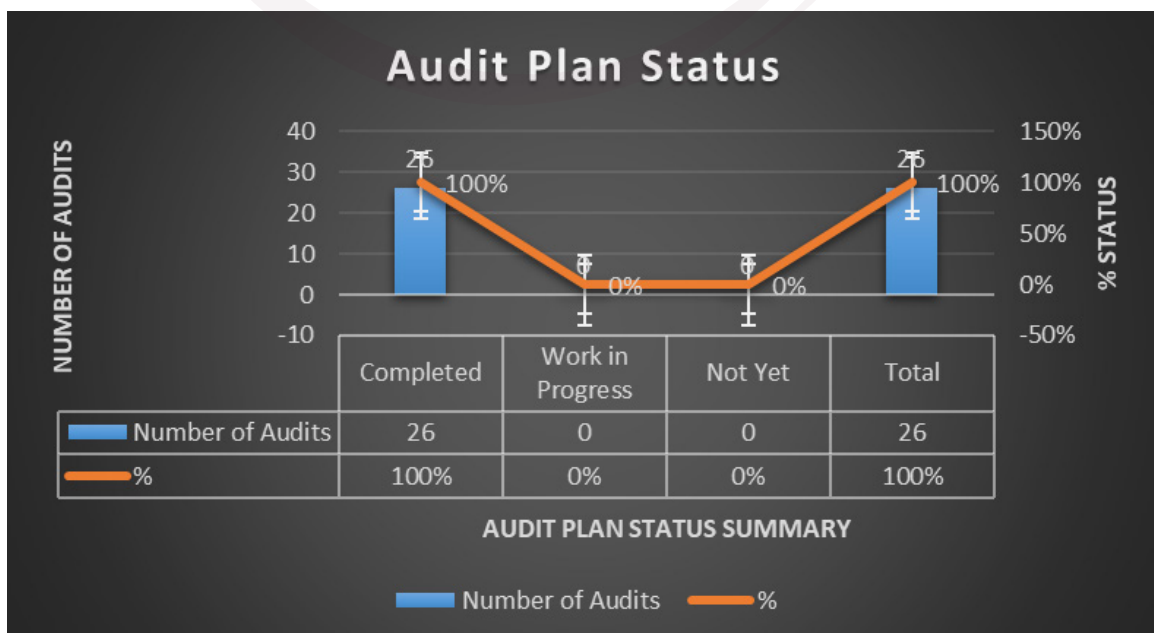 Audit Plan Status
NUMBER OF AUDITS
40
30
20
10
0
-10
150%
100%
50%
0%
-50%
% STATUS
26
100%
0
0%
0
0%
26
100%
Completed
Work in
Progress
Not Yet
Total
Number of Audits 26 0 0 26
% 100% 0% 0% 100%
AUDIT PLAN STATUS SUMMARY
Number of Audits %